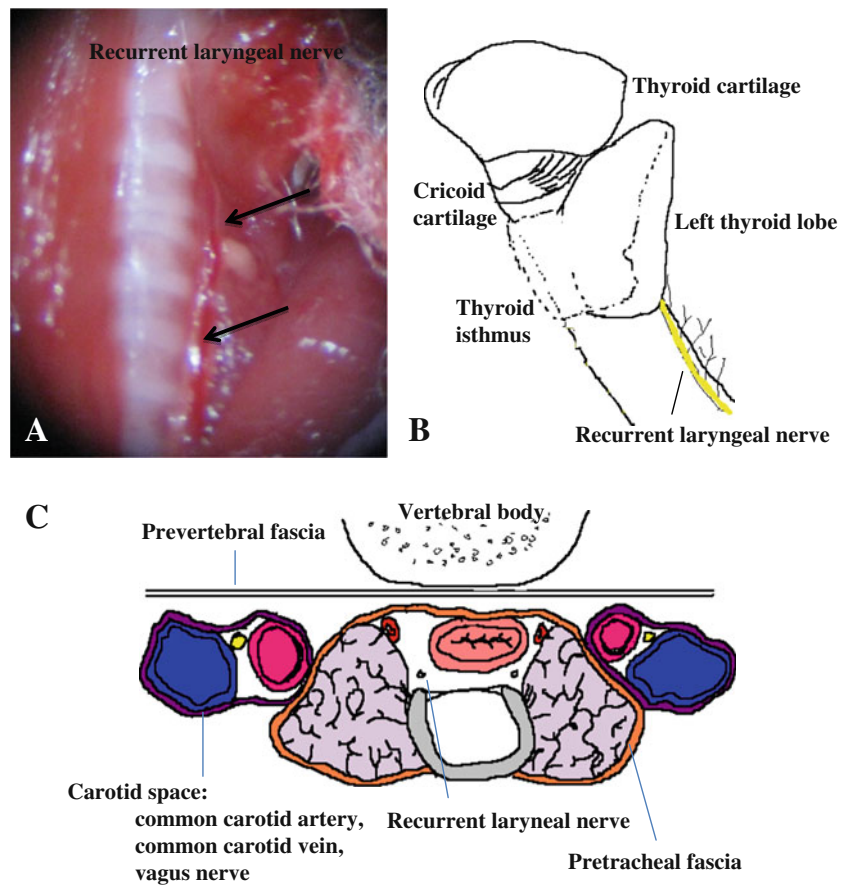 Recurrent laryngeal nerve
A
Thyroid cartilage
Cricoid
cartilage
Left thyroid lobe
Thyroid
isthmus
B
Recurrent laryngeal nerve
C
Vertebral body
Prevertebral fascia
Carotid space:
common carotid artery,
common carotid vein,
vagus nerve
Recurrent laryneal nerve
Pretracheal fascia